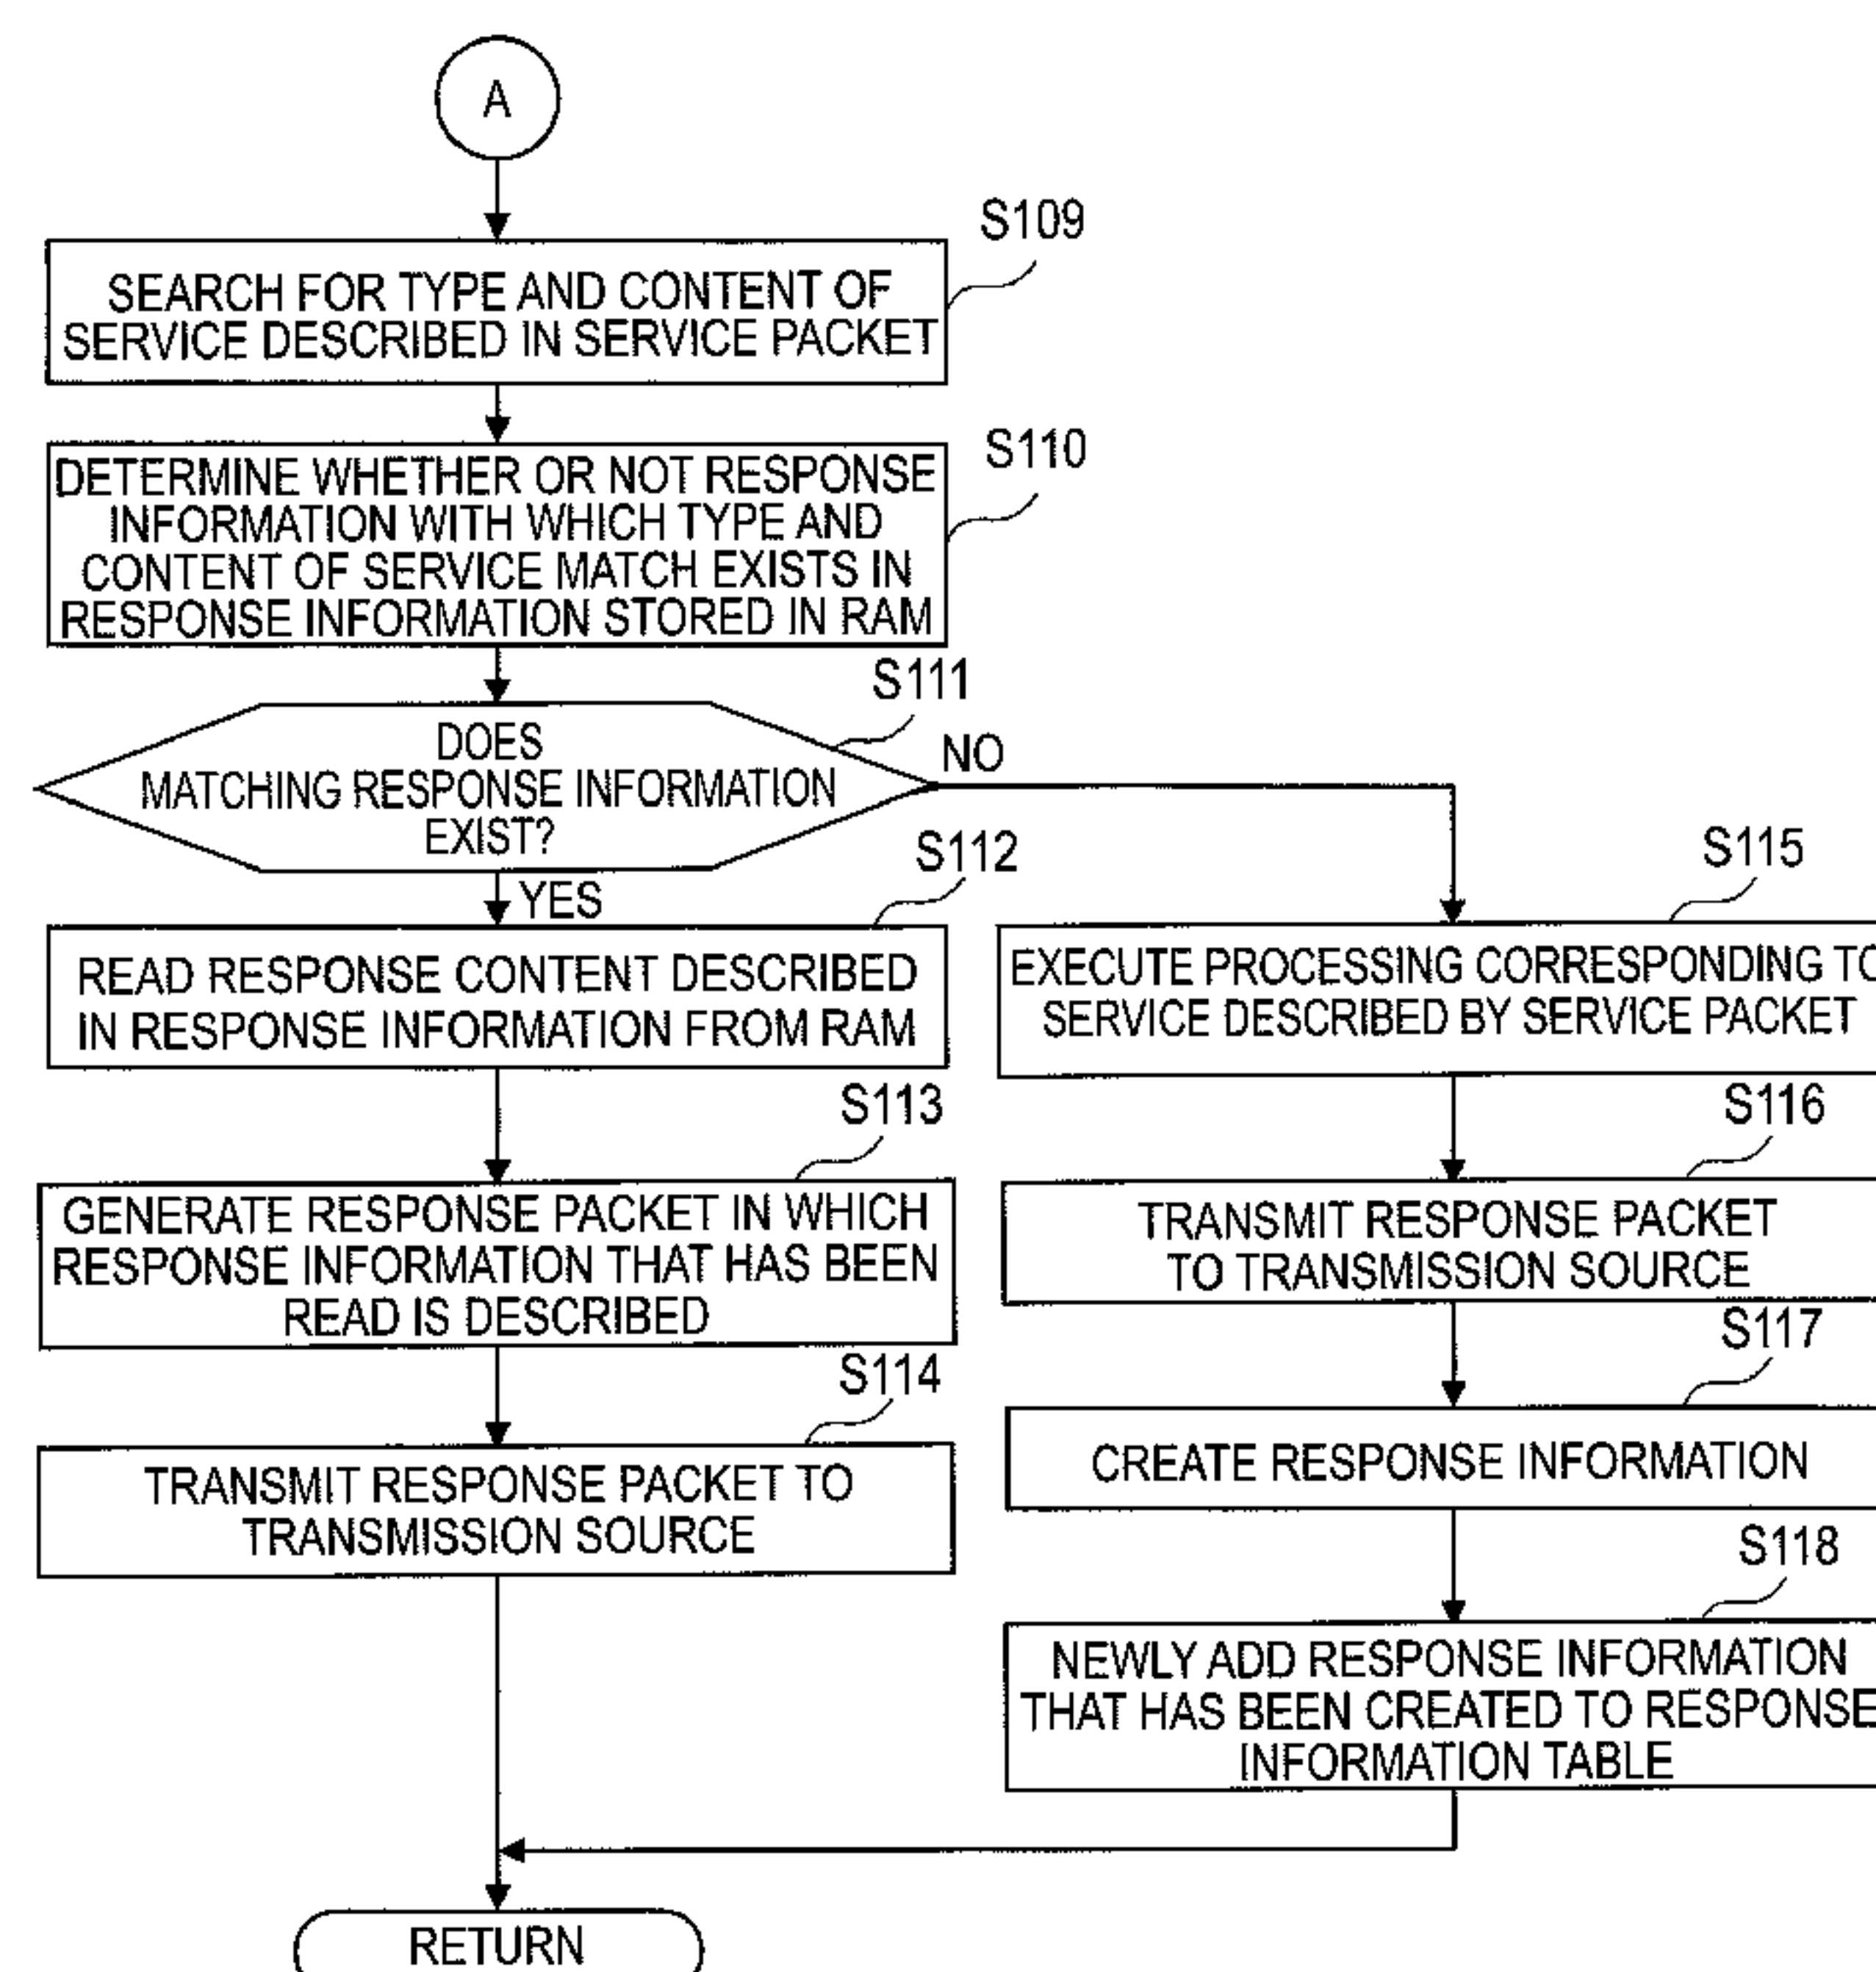 A
S109
SEARCH FOR TYPE AND CONTENT OF
SERVICE DESCRIBED IN SERVICE PACKET
S110
DETERMINE WHETHER OR NOT RESPONSE
INFORMATION WITH WHICH TYPE AND
CONTENT OF SERVICE MATCH EXISTS IN
RESPONSE INFORMATION STORED IN RAM
S111
DOES
MATCHING RESPONSE INFORMATION
EXIST?
NO
YES
S112
READ RESPONSE CONTENT DESCRIBED
IN RESPONSE INFORMATION FROM RAM
S113
GENERATE RESPONSE PACKET IN WHICH
RESPONSE INFORMATION THAT HAS BEEN
READ IS DESCRIBED
S114
TRANSMIT RESPONSE PACKET TO
TRANSMISSION SOURCE
S115
EXECUTE PROCESSING CORRESPONDING TO
SERVICE DESCRIBED BY SERVICE PACKET
S116
TRANSMIT RESPONSE PACKET
TO TRANSMISSION SOURCE
S117
CREATE RESPONSE INFORMATION
S118
NEWLY ADD RESPONSE INFORMATION
THAT HAS BEEN CREATED TO RESPONSE
INFORMATION TABLE
RETURN